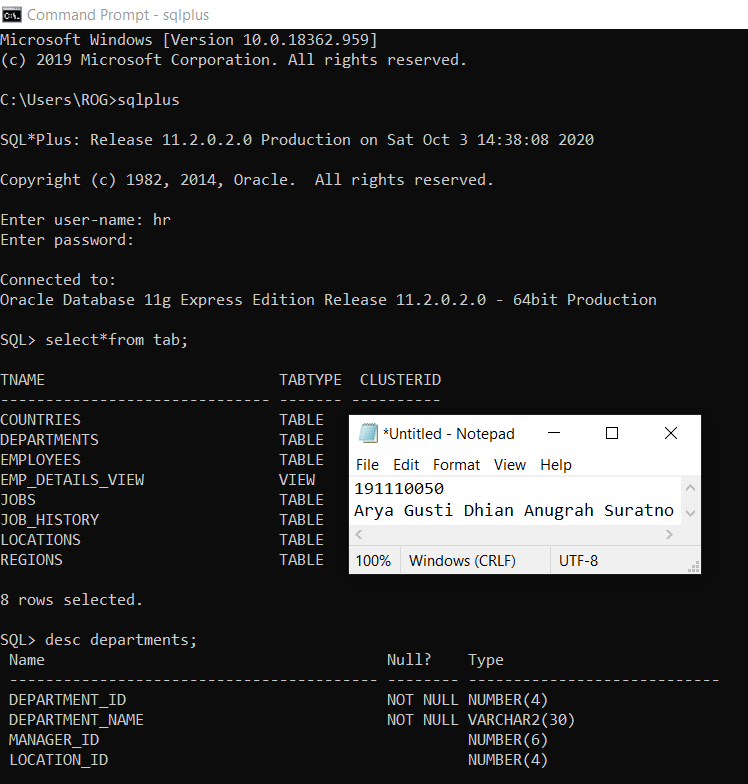 Command Prompt - sqlplus
Microsoft Windows [Version 10.0.18362.959]
(c) 2019 Microsoft Corporation. All rights reserved.
C:\Users\ROG>sqlplus
SQL*Plus: Release 11.2.0.2.0 Production on Sat Oct 3 14:38:08 2020
Copyright (c) 1982, 2014, Oracle.  All rights reserved.
Enter user-name: hr
Enter password:
Connected to:
Oracle Database 11g Express Edition Release 11.2.0.2.0 - 64bit Production
SQL> select*from tab;
TNAME                          TABTYPE  CLUSTERID
------------------------------ ------- ----------
COUNTRIES                      TABLE
DEPARTMENTS                    TABLE
EMPLOYEES                      TABLE
EMP_DETAILS_VIEW               VIEW
JOBS                           TABLE
JOB_HISTORY                    TABLE
LOCATIONS                      TABLE
REGIONS                        TABLE
*Untitled - Notepad
File Edit Format View Help
191110050
Arya Gusti Dhian Anugrah Suratno
100% Windows (CRLF) UTF-8
8 rows selected.
SQL> desc departments;
 Name                                      Null?    Type
 ----------------------------------------- -------- ----------------------------
 DEPARTMENT_ID                             NOT NULL NUMBER(4)
 DEPARTMENT_NAME                           NOT NULL VARCHAR2(30)
 MANAGER_ID                                         NUMBER(6)
 LOCATION_ID                                        NUMBER(4)